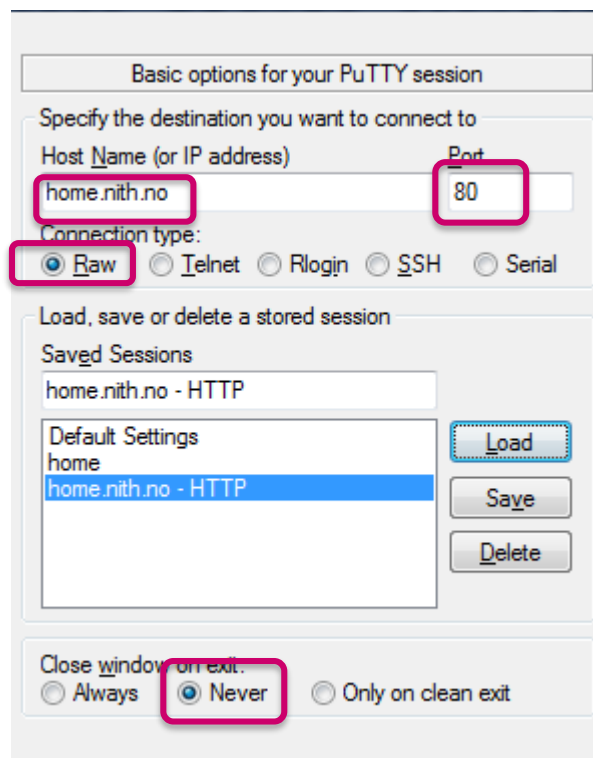 Basic options for your PuTTY session
Specify the destination you want to connect to
Host Name (or IP address) Port
home.nith.no 80
Connection type:
Raw Telnet Rlogin SSH Serial
Load, save or delete a stored session
Saved Sessions
home.nith.no - HTTP
Default Settings
home
home.nith.no - HTTP
Load
Save
Delete
Close window on exit:
Always Never Only on clean exit